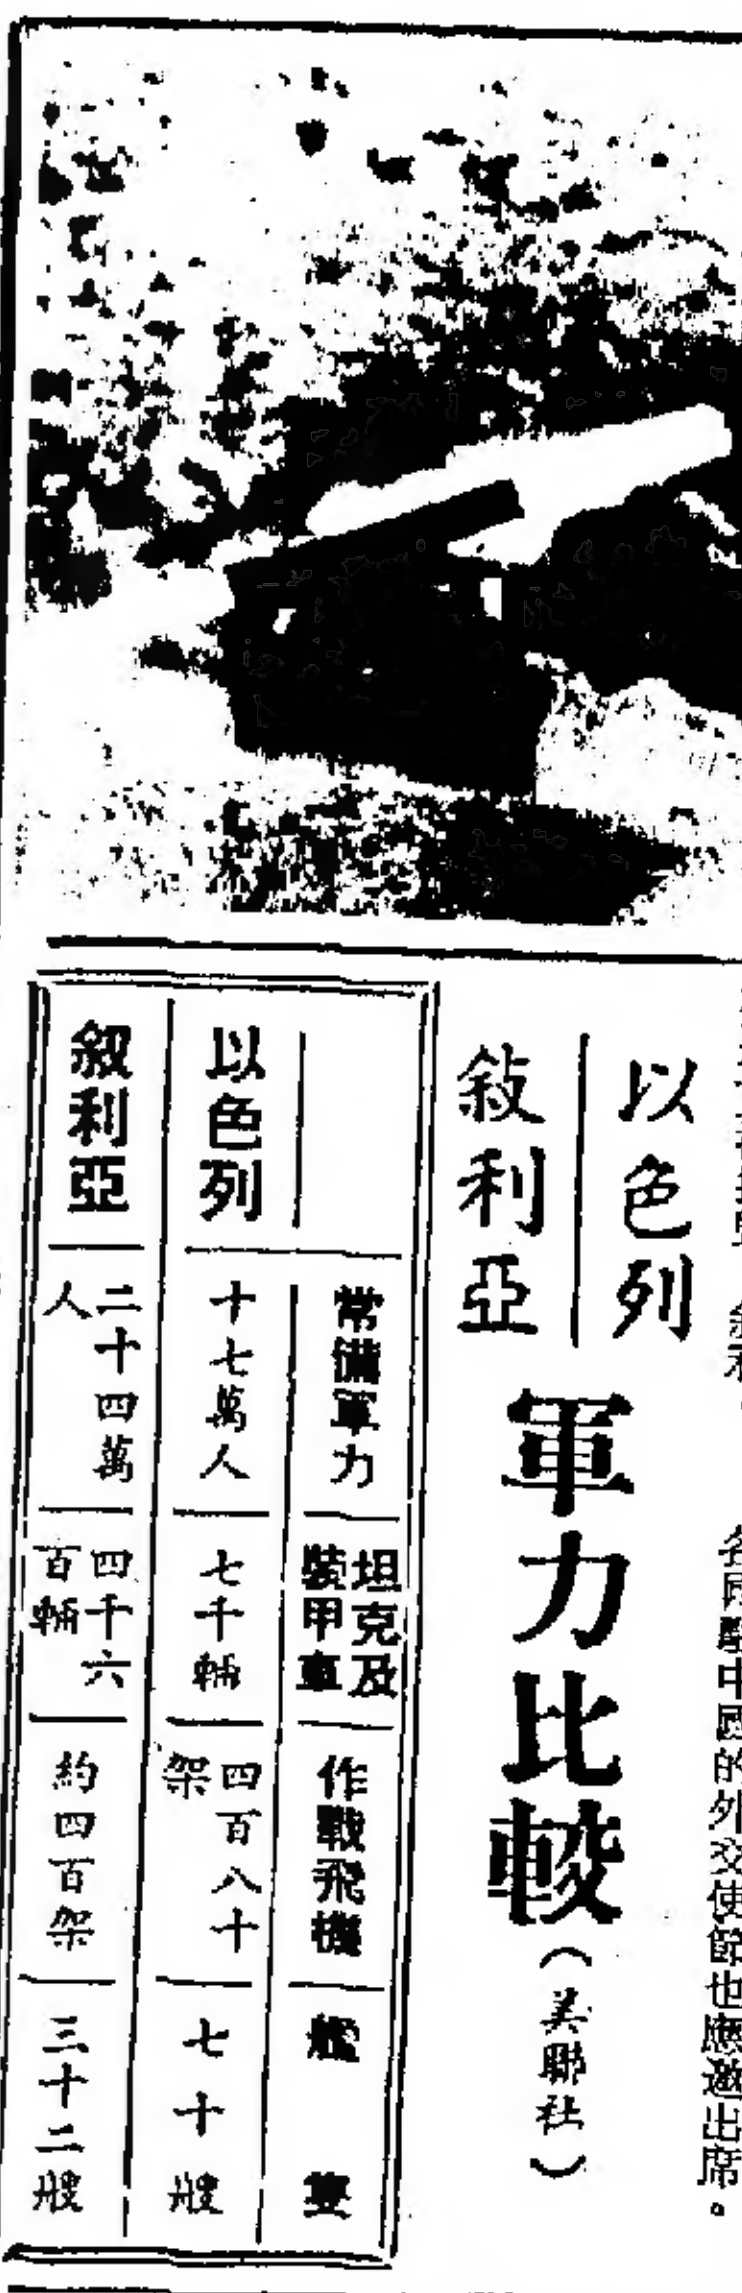 各國駐中國的外交使節也應邀出席。
以色列
敍利亞
軍力比較
（美聯社）
常備軍力
坦克及
裝甲車
作戰飛機
艦隻
以色列
十七萬人
七千輛
四百八十
架
七十艘
叙利亞
二十四萬
人
四千六
百輛
約四百架
三十二艘